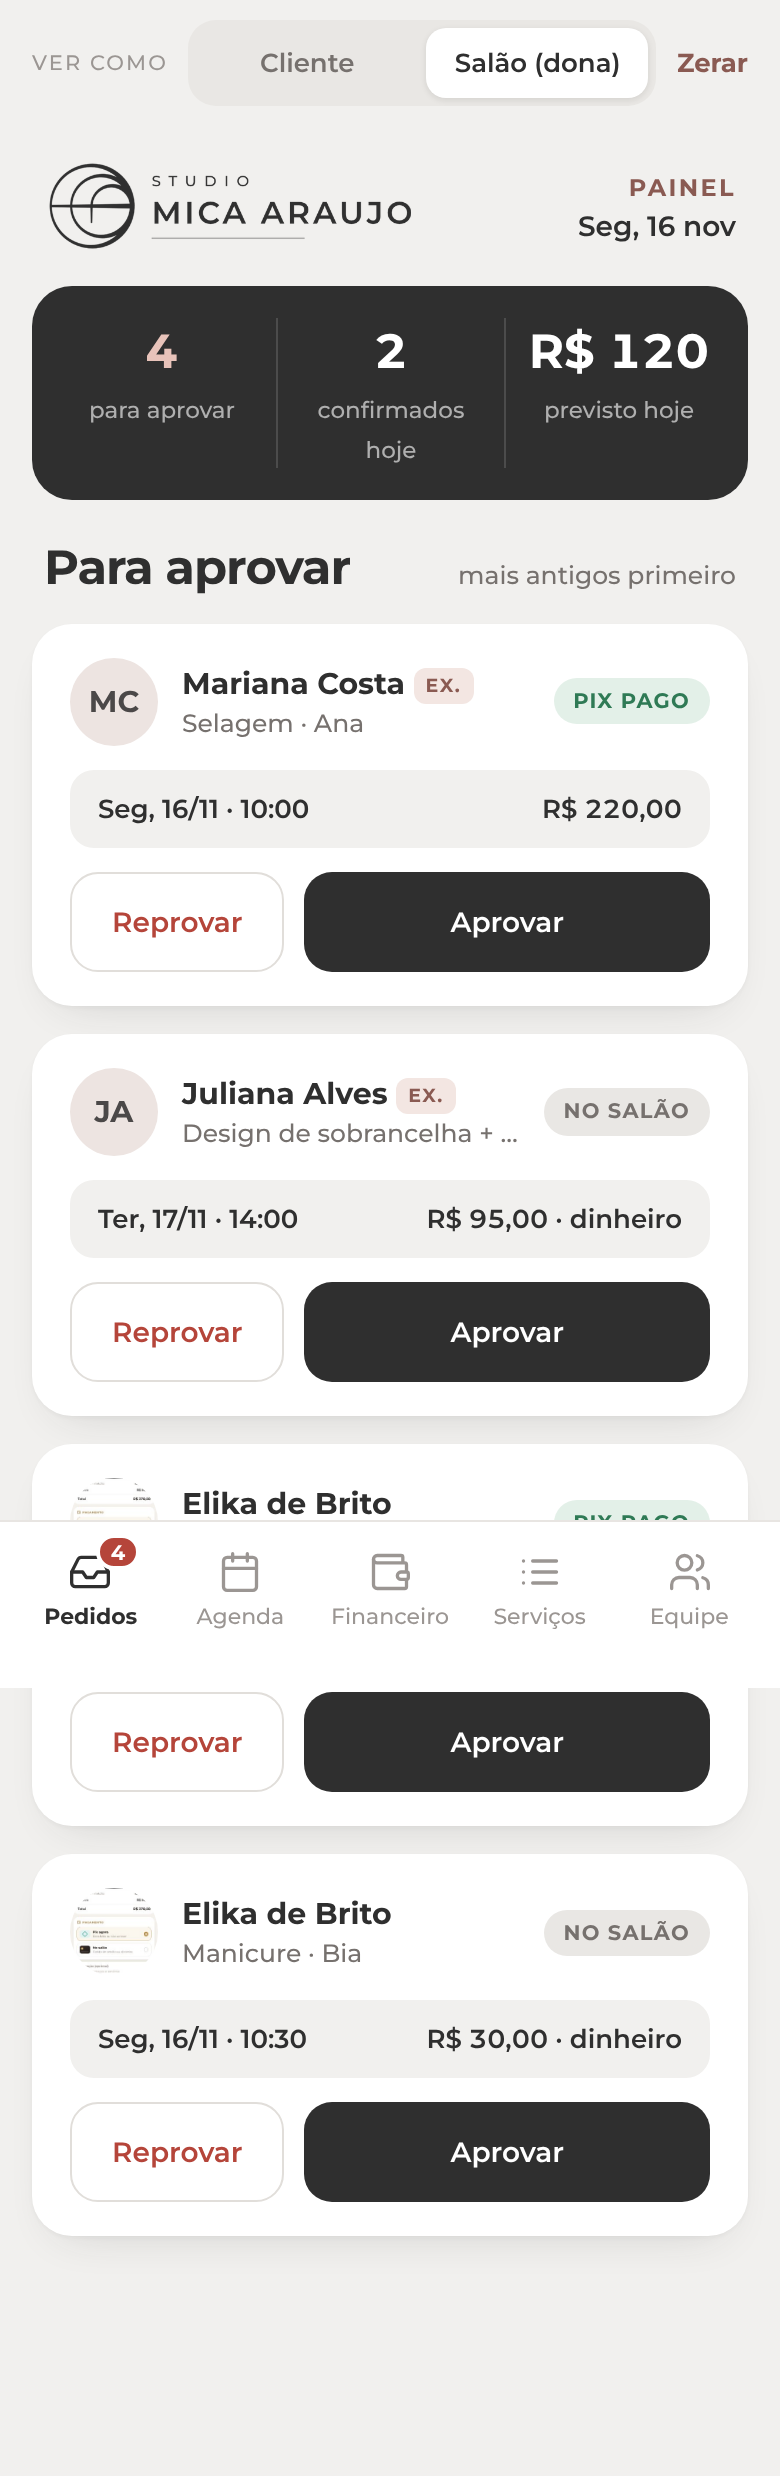 VER COMO
Cliente
Salão (dona)
Zerar
STUDIO
MICA ARAUJO
PAINEL
Seg, 16 nov
4
para aprovar
2
confirmados
hoje
R$ 120
previsto hoje
Para aprovar
mais antigos primeiro
MC
Mariana Costa EX.
Selagem · Ana
PIX PAGO
Seg, 16/11 · 10:00
R$ 220,00
Reprovar
Aprovar
JA
Juliana Alves EX.
Design de sobrancelha + ...
NO SALÃO
Ter, 17/11 · 14:00
R$ 95,00 · dinheiro
Reprovar
Aprovar
Elika de Brito
PIX PAGO
4
Pedidos
Agenda
Financeiro
Serviços
Equipe
Reprovar
Aprovar
Elika de Brito
Manicure · Bia
NO SALÃO
Seg, 16/11 · 10:30
R$ 30,00 · dinheiro
Reprovar
Aprovar